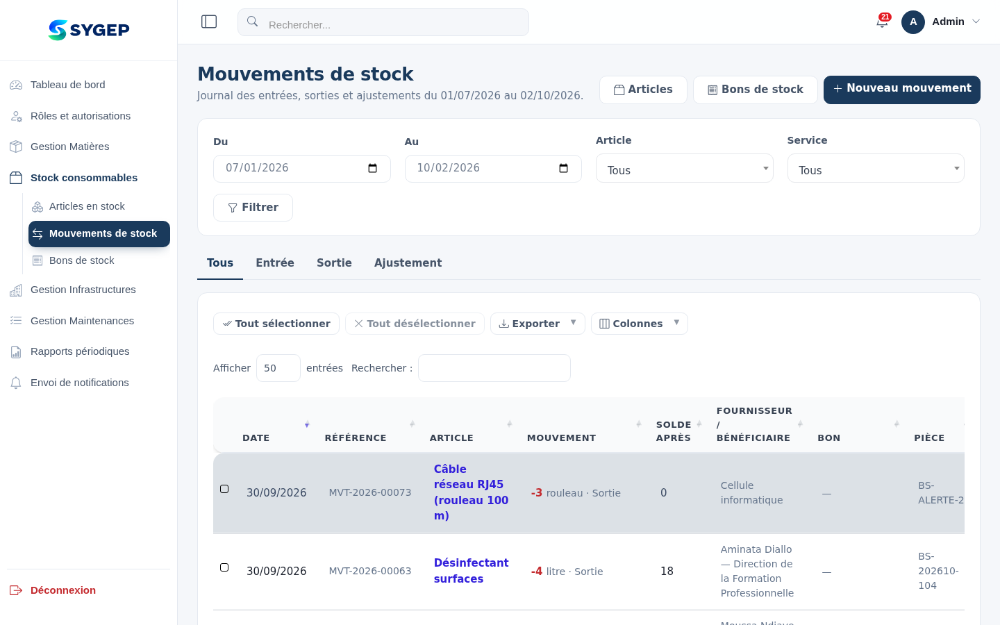 SYGEP
Rechercher...
21
A
Admin
Tableau de bord
Rôles et autorisations
Gestion Matières
Stock consommables
Articles en stock
Mouvements de stock
Bons de stock
Gestion Infrastructures
Gestion Maintenances
Rapports périodiques
Envoi de notifications
Déconnexion
Mouvements de stock
Journal des entrées, sorties et ajustements du 01/07/2026 au 02/10/2026.
Articles
Bons de stock
Nouveau mouvement
Du
Au
Article
Service
07/01/2026
10/02/2026
Tous
Tous
Filtrer
Tous
Entrée
Sortie
Ajustement
Tout sélectionner
Tout désélectionner
Exporter
Colonnes
Afficher 50 entrées Rechercher :
DATE
RÉFÉRENCE
ARTICLE
MOUVEMENT
SOLDE
APRÈS
FOURNISSEUR
/
BÉNÉFICIAIRE
BON
PIÈCE
30/09/2026
MVT-2026-00073
Câble
réseau RJ45
(rouleau 100
m)
-3 rouleau · Sortie
0
Cellule
informatique
—
BS-
ALERTE-2
30/09/2026
MVT-2026-00063
Désinfectant
surfaces
-4 litre · Sortie
18
Aminata Diallo
— Direction de
la Formation
Professionnelle
—
BS-
202610-
104
Moussa Ndiaye